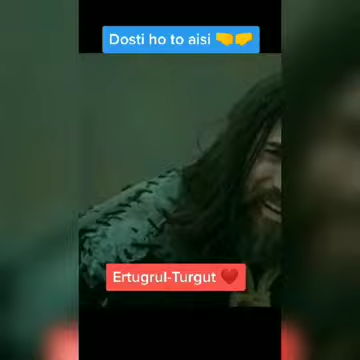 Dosti ho to aisi 🤜🤛
Ertugrul-Turgut ❤️